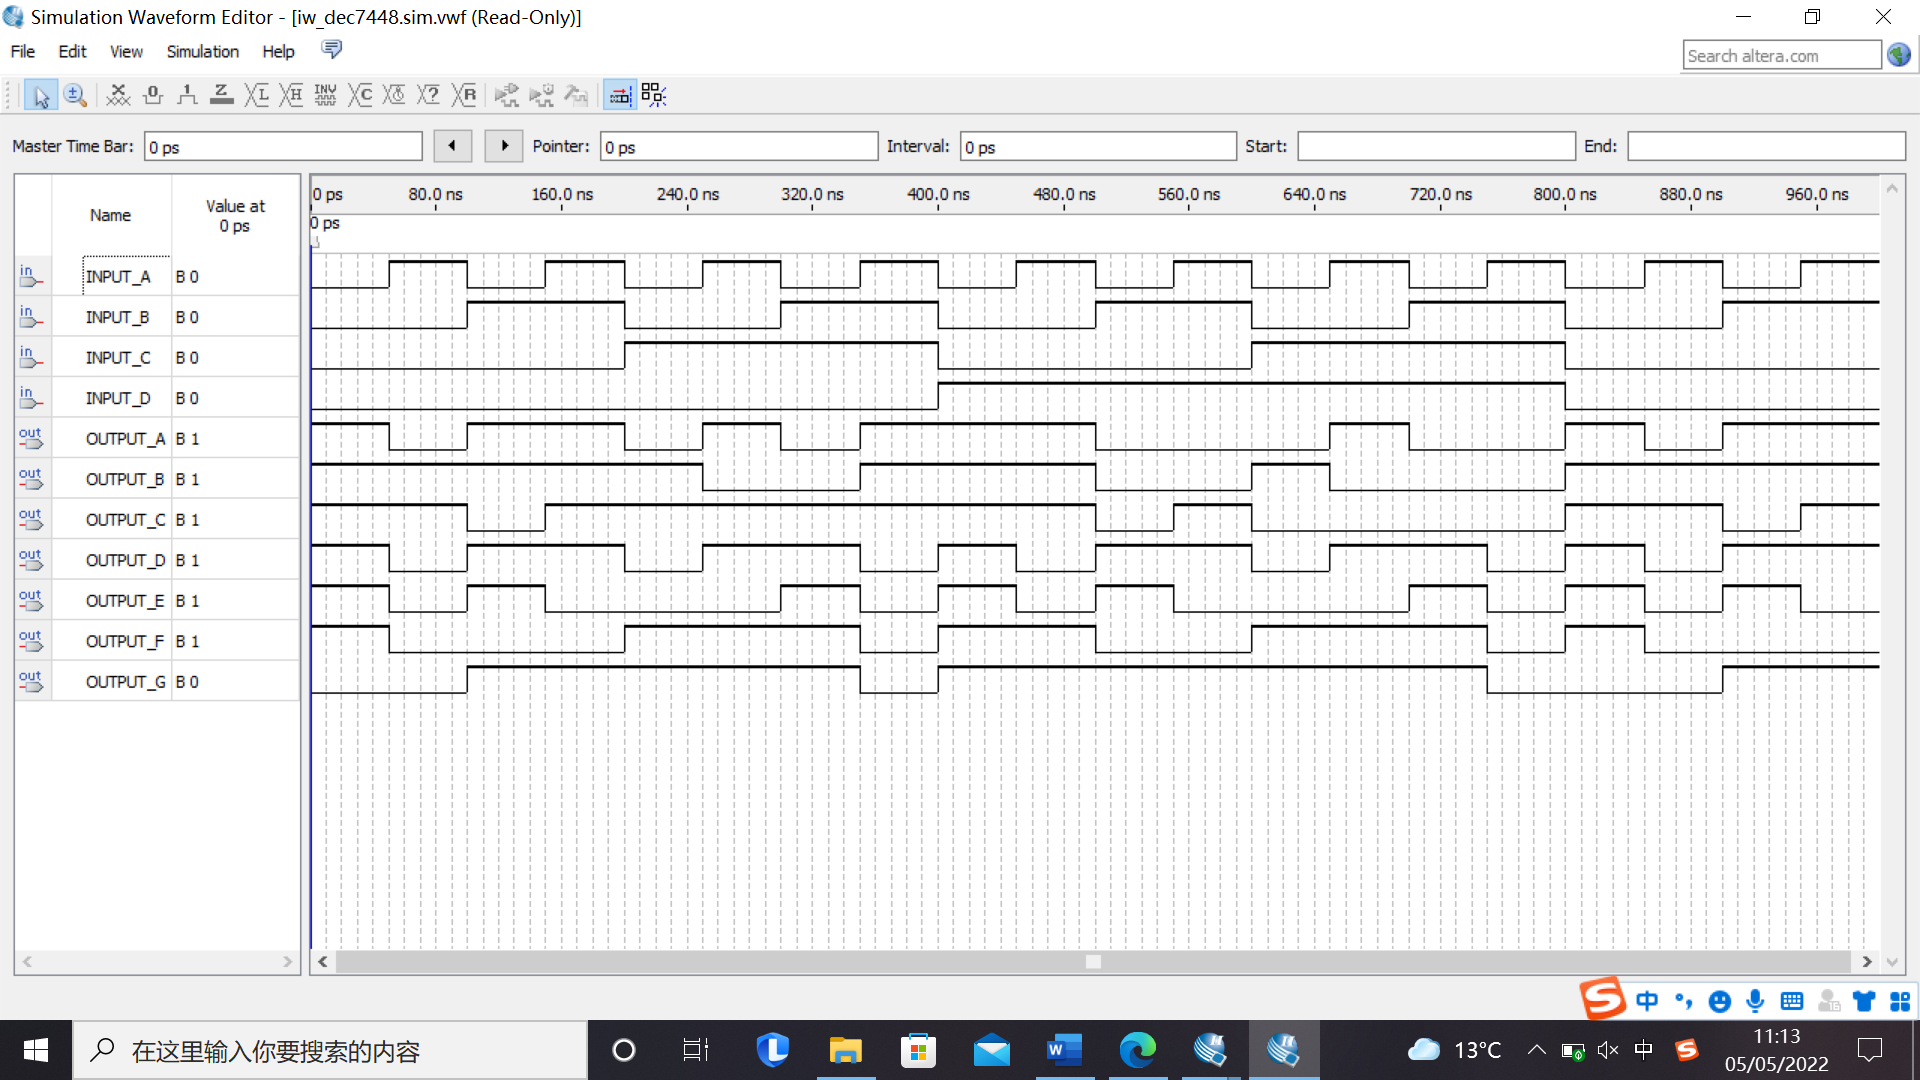 Simulation Waveform Editor - [iw_dec7448.sim.vwf (Read-Only)]
File Edit View Simulation Help
Search altera.com
Master Time Bar: 0 ps Pointer: 0 ps Interval: 0 ps Start: End:
Name Value at 0 ps
0 ps 80.0 ns 160.0 ns 240.0 ns 320.0 ns 400.0 ns 480.0 ns 560.0 ns 640.0 ns 720.0 ns 800.0 ns 880.0 ns 960.0 ns
0 ps
in INPUT_A B 0
in INPUT_B B 0
in INPUT_C B 0
in INPUT_D B 0
out OUTPUT_A B 1
out OUTPUT_B B 1
out OUTPUT_C B 1
out OUTPUT_D B 1
out OUTPUT_E B 1
out OUTPUT_F B 1
out OUTPUT_G B 0
中
在这里输入你要搜索的内容
13°C 中 11:13
05/05/2022